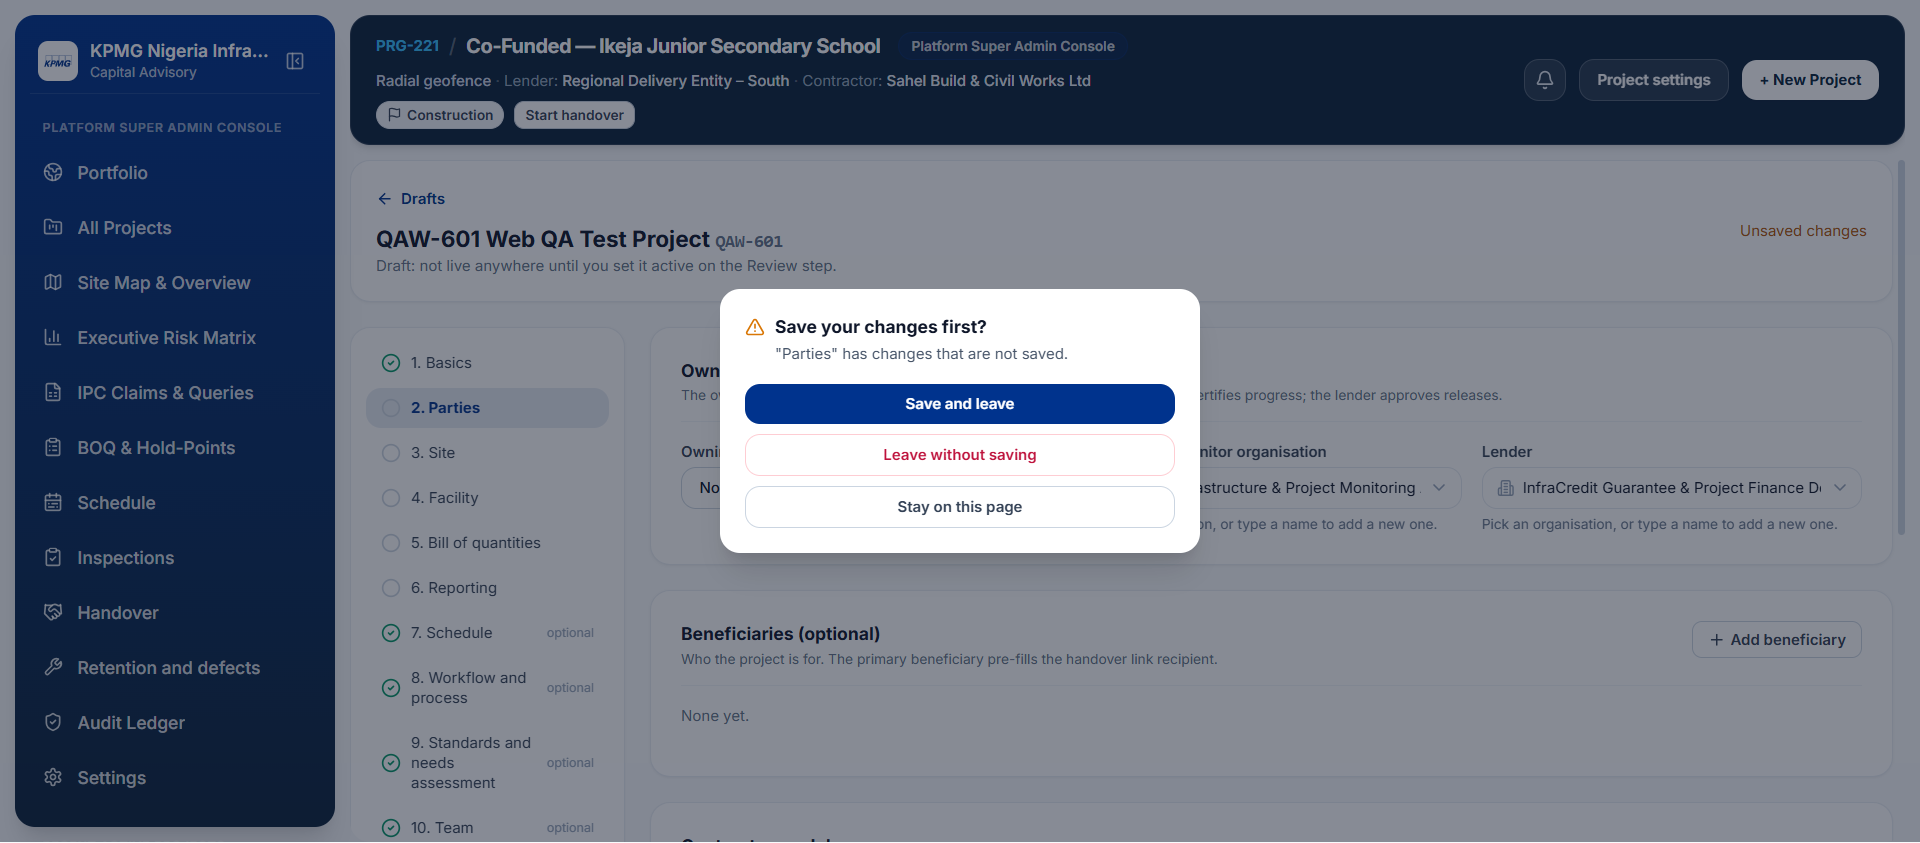 KPMG
KPMG Nigeria Infra...
Capital Advisory
PLATFORM SUPER ADMIN CONSOLE
Portfolio
All Projects
Site Map & Overview
Executive Risk Matrix
IPC Claims & Queries
BOQ & Hold-Points
Schedule
Inspections
Handover
Retention and defects
Audit Ledger
Settings
PRG-221 / Co-Funded — Ikeja Junior Secondary School Platform Super Admin Console
Radial geofence · Lender: Regional Delivery Entity – South · Contractor: Sahel Build & Civil Works Ltd
Construction Start handover
Project settings
+ New Project
Drafts
QAW-601 Web QA Test Project QAW-601
Draft: not live anywhere until you set it active on the Review step.
Unsaved changes
1. Basics
2. Parties
3. Site
4. Facility
5. Bill of quantities
6. Reporting
7. Schedule optional
8. Workflow and
process
optional
9. Standards and
needs
assessment
optional
10. Team optional
Save your changes first?
"Parties" has changes that are not saved.
Save and leave
Leave without saving
Stay on this page
Own
The o
ertifies progress; the lender approves releases.
Owni
No
nitor organisation
astructure & Project Monitoring
on, or type a name to add a new one.
Lender
InfraCredit Guarantee & Project Finance D
Pick an organisation, or type a name to add a new one.
Beneficiaries (optional)
Who the project is for. The primary beneficiary pre-fills the handover link recipient.
+ Add beneficiary
None yet.